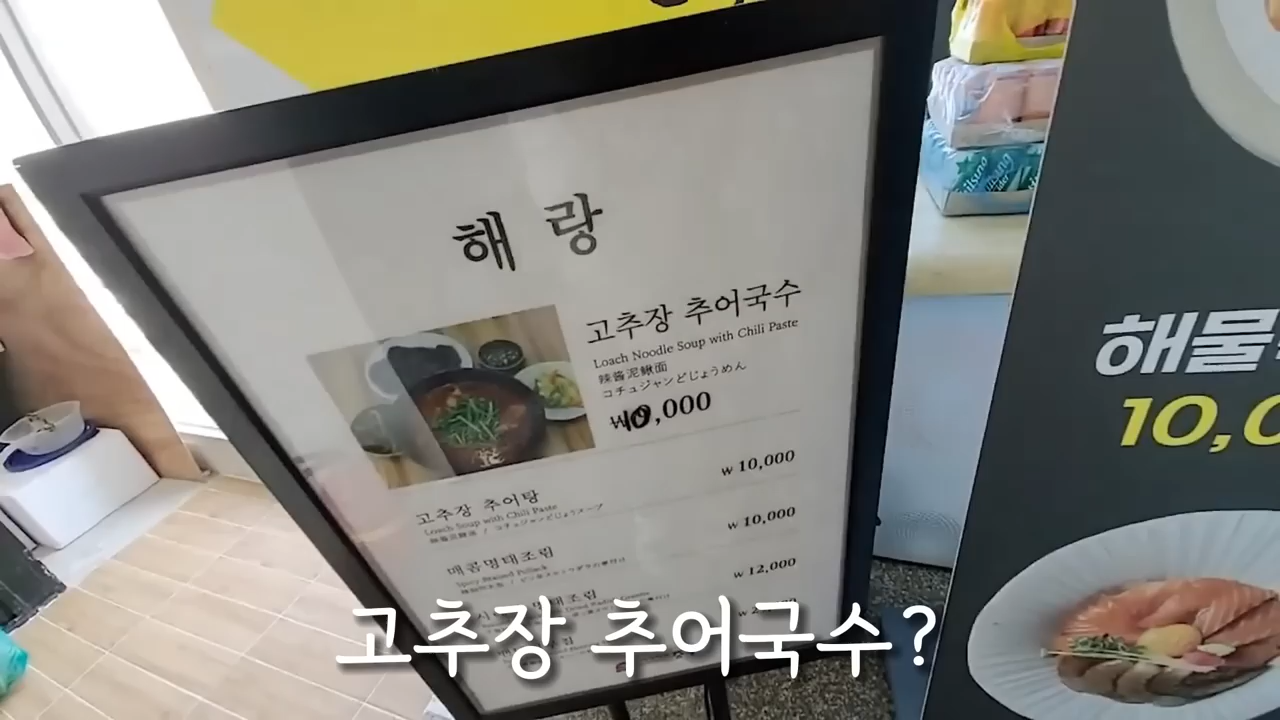 해랑
고추장 추어국수
Loach Noodle Soup with Chili Paste
辣醬泥鰍面
コチュジャンどじょうめん
₩10,000
고추장 추어탕
₩ 10,000
Loach Soup with Chili Paste
매콤명태조림
₩ 10,000
Spicy Braised Pollack
₩ 12,000
고추장 추어국수?
해물
10,0